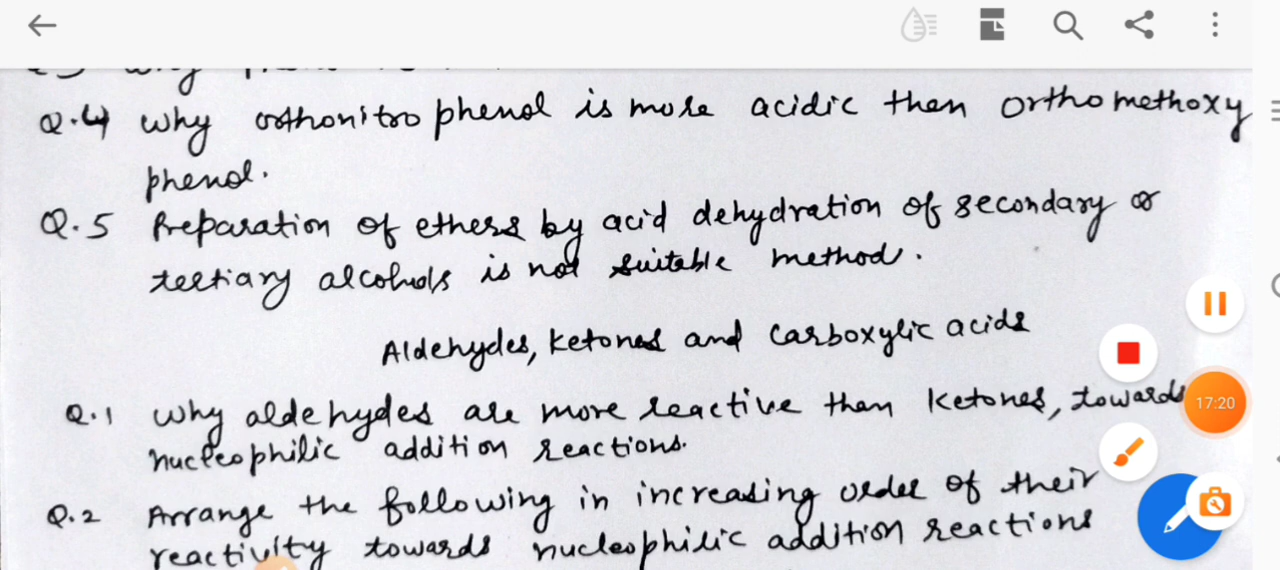 Q.4 Why orthonitro phenol is more acidic then orthomethoxy
phenol.
Q.5 Preparation of ethers by acid dehydration of secondary or
tertiary alcohols is not suitable method.
Aldehydes, Ketones and Carboxylic acids
Q.1 Why aldehydes are more reactive then Ketones, towards
nucleophilic addition reactions.
Q.2 Arrange the following in increasing order of their
reactivity towards nucleophilic addition reactions
17:20